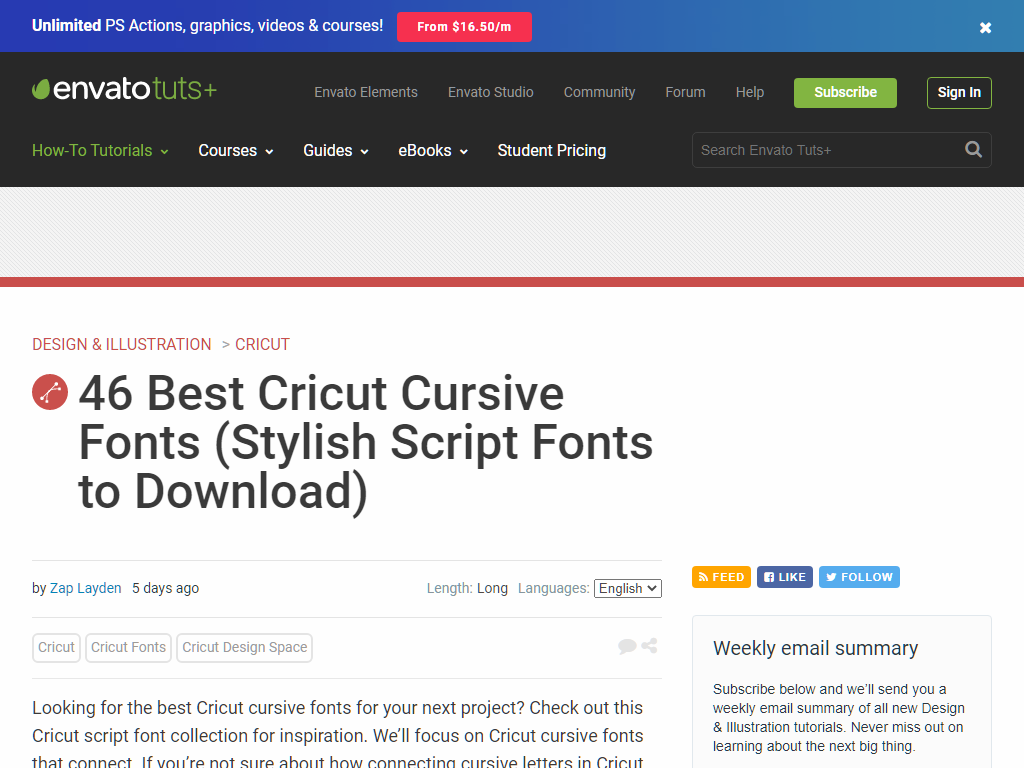 Unlimited PS Actions, graphics, videos & courses! From $16.50/m
envatotuts+ Envato Elements Envato Studio Community Forum Help Subscribe Sign In
How-To Tutorials Courses Guides eBooks Student Pricing Search Envato Tuts+
DESIGN & ILLUSTRATION > CRICUT
46 Best Cricut Cursive
Fonts (Stylish Script Fonts
to Download)
by Zap Layden 5 days ago Length: Long Languages: English
FEED LIKE FOLLOW
Cricut Cricut Fonts Cricut Design Space
Looking for the best Cricut cursive fonts for your next project? Check out this
Cricut script font collection for inspiration. We’ll focus on Cricut cursive fonts
that connect. If you’re not sure about how connecting cursive letters in Cricut
Weekly email summary
Subscribe below and we’ll send you a
weekly email summary of all new Design
& Illustration tutorials. Never miss out on
learning about the next big thing.